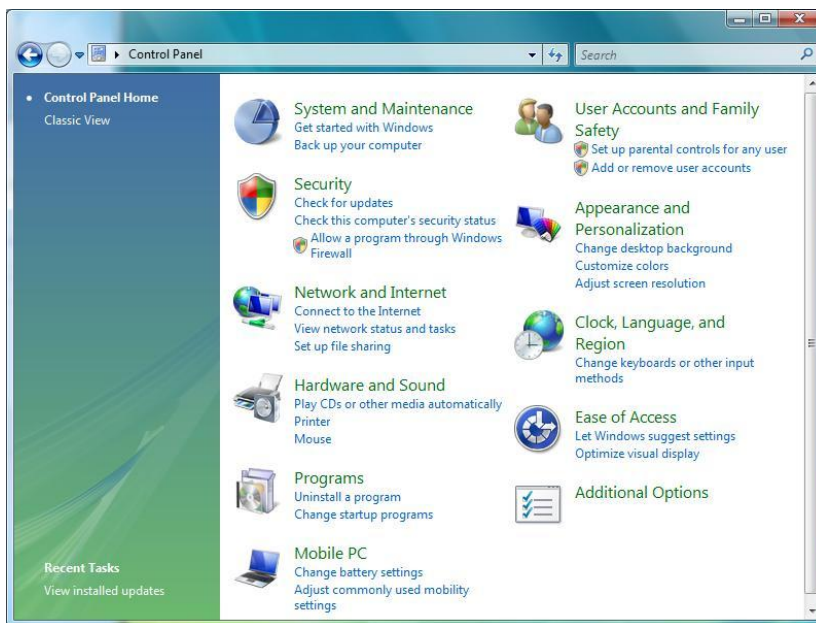 Control Panel
Search
Control Panel Home
Classic View
Recent Tasks
View installed updates
System and Maintenance
Get started with Windows
Back up your computer
Security
Check for updates
Check this computer's security status
Allow a program through Windows
Firewall
Network and Internet
Connect to the Internet
View network status and tasks
Set up file sharing
Hardware and Sound
Play CDs or other media automatically
Printer
Mouse
Programs
Uninstall a program
Change startup programs
Mobile PC
Change battery settings
Adjust commonly used mobility
settings
User Accounts and Family
Safety
Set up parental controls for any user
Add or remove user accounts
Appearance and
Personalization
Change desktop background
Customize colors
Adjust screen resolution
Clock, Language, and
Region
Change keyboards or other input
methods
Ease of Access
Let Windows suggest settings
Optimize visual display
Additional Options